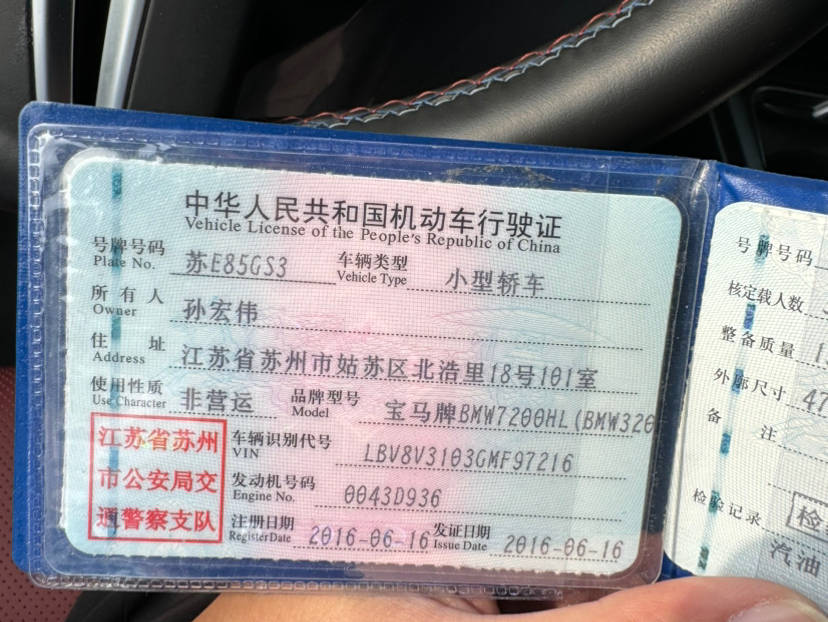 中华人民共和国机动车行驶证
Vehicle License of the People's Republic of China
号牌号码 苏E85GS3 车辆类型 小型轿车
Plate No. Vehicle Type
所有人 孙宏伟
Owner
住址 江苏省苏州市姑苏区北浩里18号101室
Address
使用性质 非营运 品牌型号 宝马牌BMW7200HL(BMW320
Use Character Model
江苏省苏州
市公安局交
通警察支队
车辆识别代号 LBV8V3103GMF97216
VIN
发动机号码 0043D936
Engine No.
注册日期 2016-06-16 发证日期 2016-06-16
Register Date Issue Date
号牌号码
核定载人数
整备质量
外廓尺寸 47
备注
检验记录 检
汽油